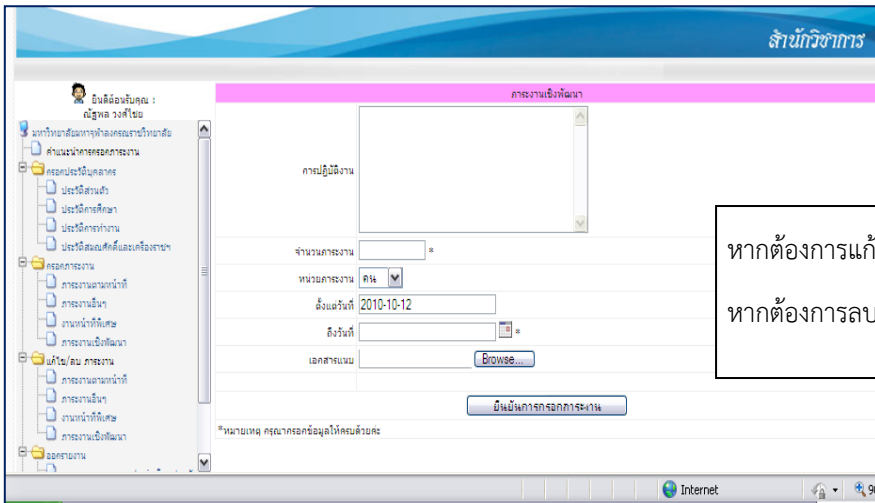 สำนักวิชาการ
ยินดีต้อนรับคุณ :
ณัฐพล วงศ์ไชย
มหาวิทยาลัยมหาจุฬาลงกรณราชวิทยาลัย
คำแนะนำการกรอกภาระงาน
กรอกประวัติบุคลากร
ประวัติส่วนตัว
ประวัติการศึกษา
ประวัติการทำงาน
ประวัติสมณศักดิ์และเครื่องราชฯ
กรอกภาระงาน
ภาระงานตามหน้าที่
ภาระงานอื่นๆ
งานหน้าที่พิเศษ
ภาระงานเชิงพัฒนา
แก้ไข/ลบ ภาระงาน
ภาระงานตามหน้าที่
ภาระงานอื่นๆ
งานหน้าที่พิเศษ
ภาระงานเชิงพัฒนา
ออกรายงาน
ภาระงานเชิงพัฒนา
การปฏิบัติงาน
จำนวนภาระงาน *
หน่วยภาระงาน คน
ตั้งแต่วันที่ 2010-10-12
ถึงวันที่ *
เอกสารแนบ Browse...
ยืนยันการกรอกภาระงาน
*หมายเหตุ กรุณากรอกข้อมูลให้ครบด้วยค่ะ
หากต้องการแก้
หากต้องการลบ
Internet